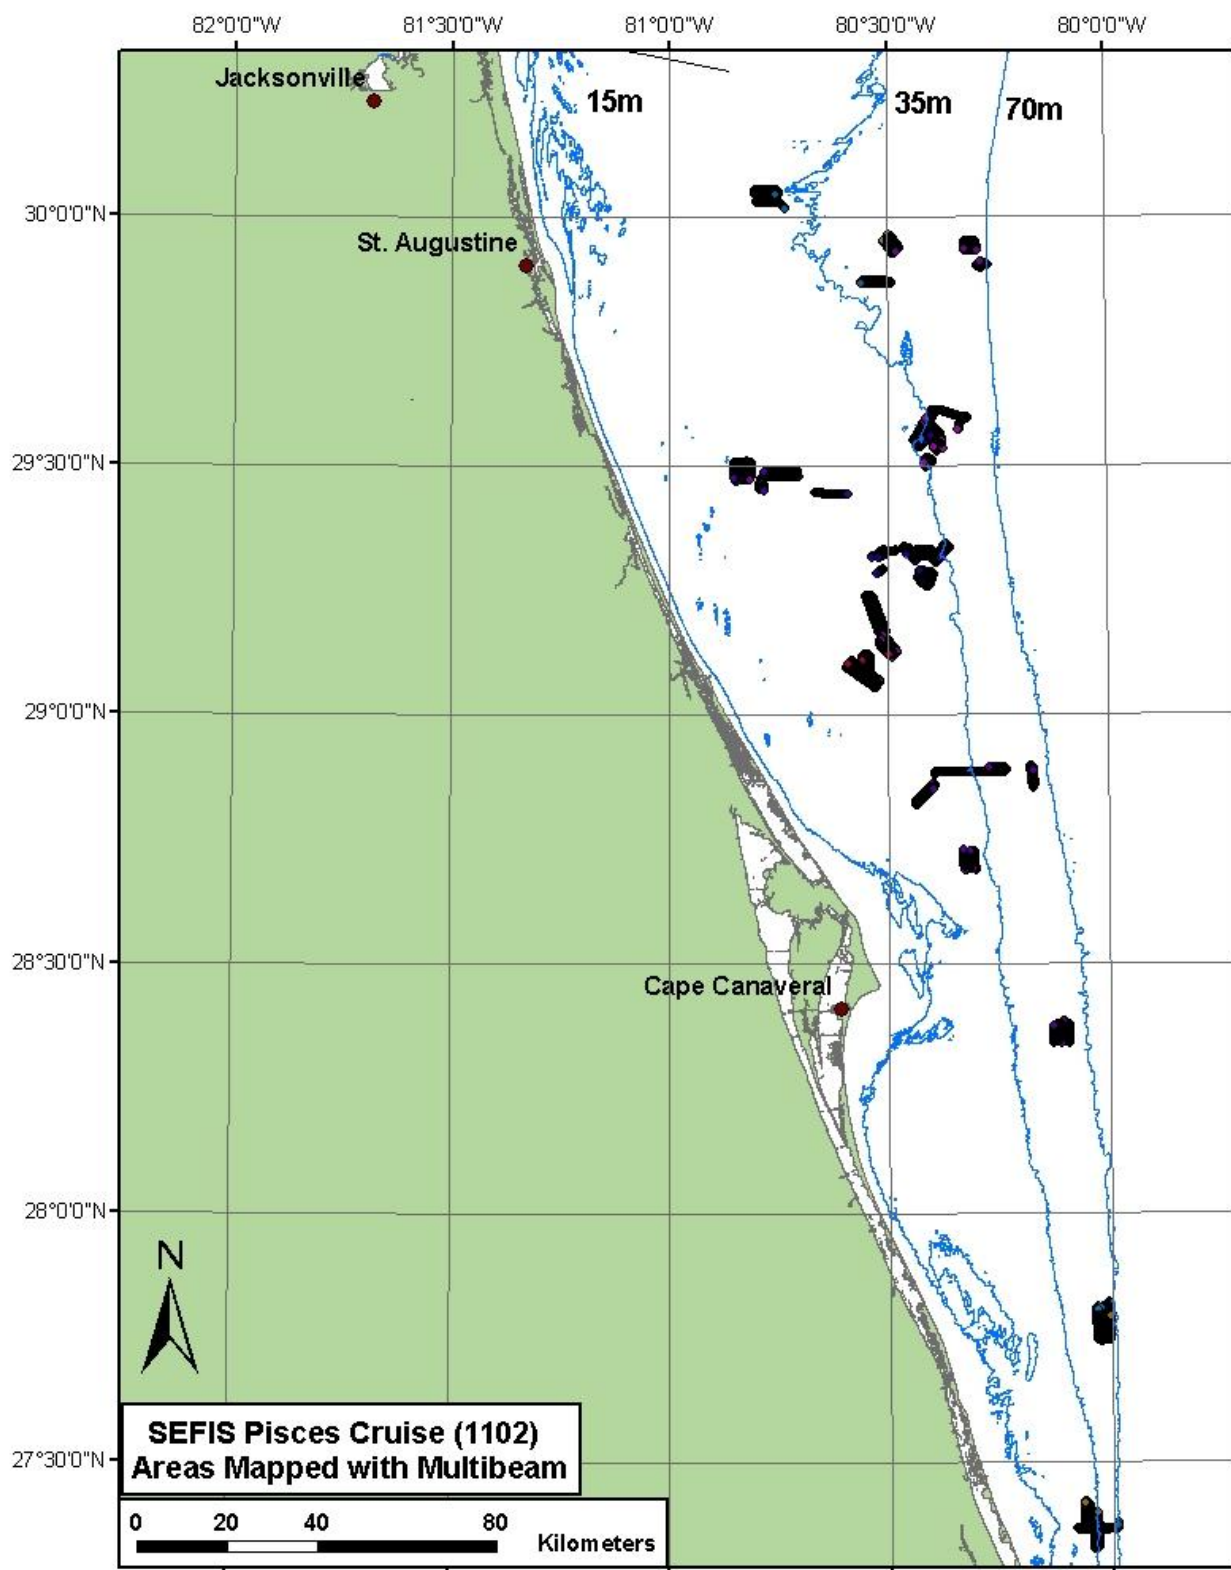 82°0'0"W 81°30'0"W 81°0'0"W 80°30'0"W 80°0'0"W
Jacksonville
15m 35m 70m
30°0'0"N
St. Augustine
29°30'0"N
29°0'0"N
28°30'0"N
Cape Canaveral
28°0'0"N
N
SEFIS Pisces Cruise (1102)
Areas Mapped with Multibeam
27°30'0"N
0 20 40 80
Kilometers